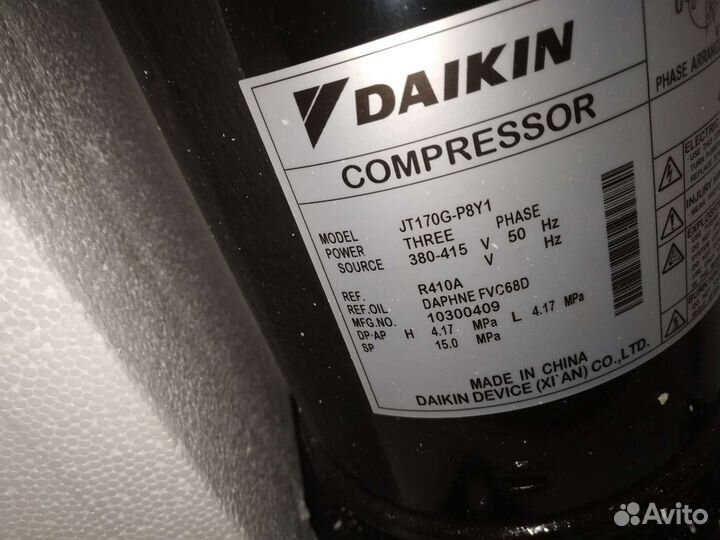 DAIKIN
COMPRESSOR
MODEL JT170G-P8Y1
POWER THREE PHASE
SOURCE 380-415 V 50 Hz
V Hz
REF. R410A
REF.OIL DAPHNE FVC68D
MFG.NO. 10300409
DP·AP H 4.17 MPa L 4.17 MPa
SP 15.0 MPa
MADE IN CHINA
DAIKIN DEVICE (XI`AN) CO.,LTD.
PHASE
Avito